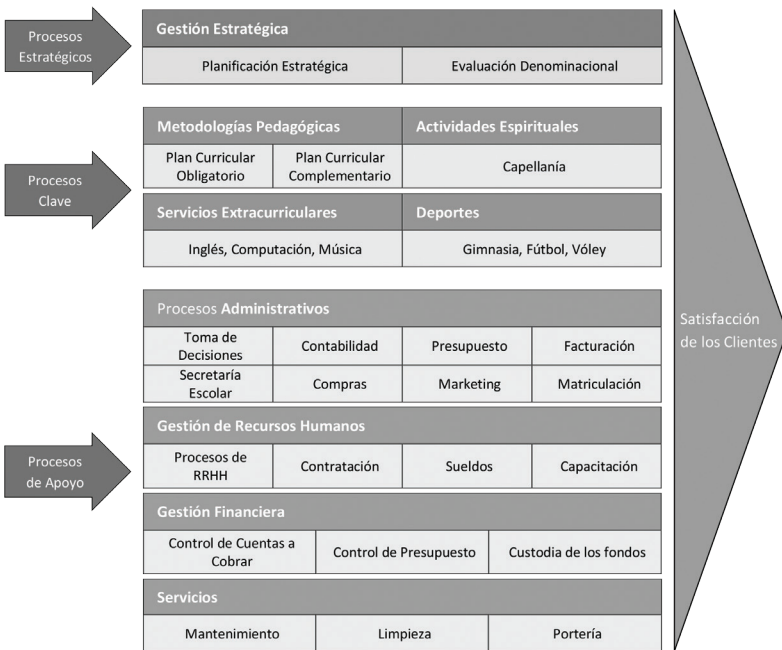 Procesos
Estratégicos
Gestión Estratégica
Planificación Estratégica
Evaluación Denominacional
Procesos
Clave
Metodologías Pedagógicas
Actividades Espirituales
Plan Curricular
Obligatorio
Plan Curricular
Complementario
Capellanía
Servicios Extracurriculares
Deportes
Inglés, Computación, Música
Gimnasia, Fútbol, Vóley
Procesos
de Apoyo
Procesos Administrativos
Toma de
Decisiones
Contabilidad
Presupuesto
Facturación
Secretaría
Escolar
Compras
Marketing
Matriculación
Gestión de Recursos Humanos
Procesos de
RRHH
Contratación
Sueldos
Capacitación
Gestión Financiera
Control de Cuentas a
Cobrar
Control de Presupuesto
Custodia de los fondos
Servicios
Mantenimiento
Limpieza
Portería
Satisfacción
de los Clientes